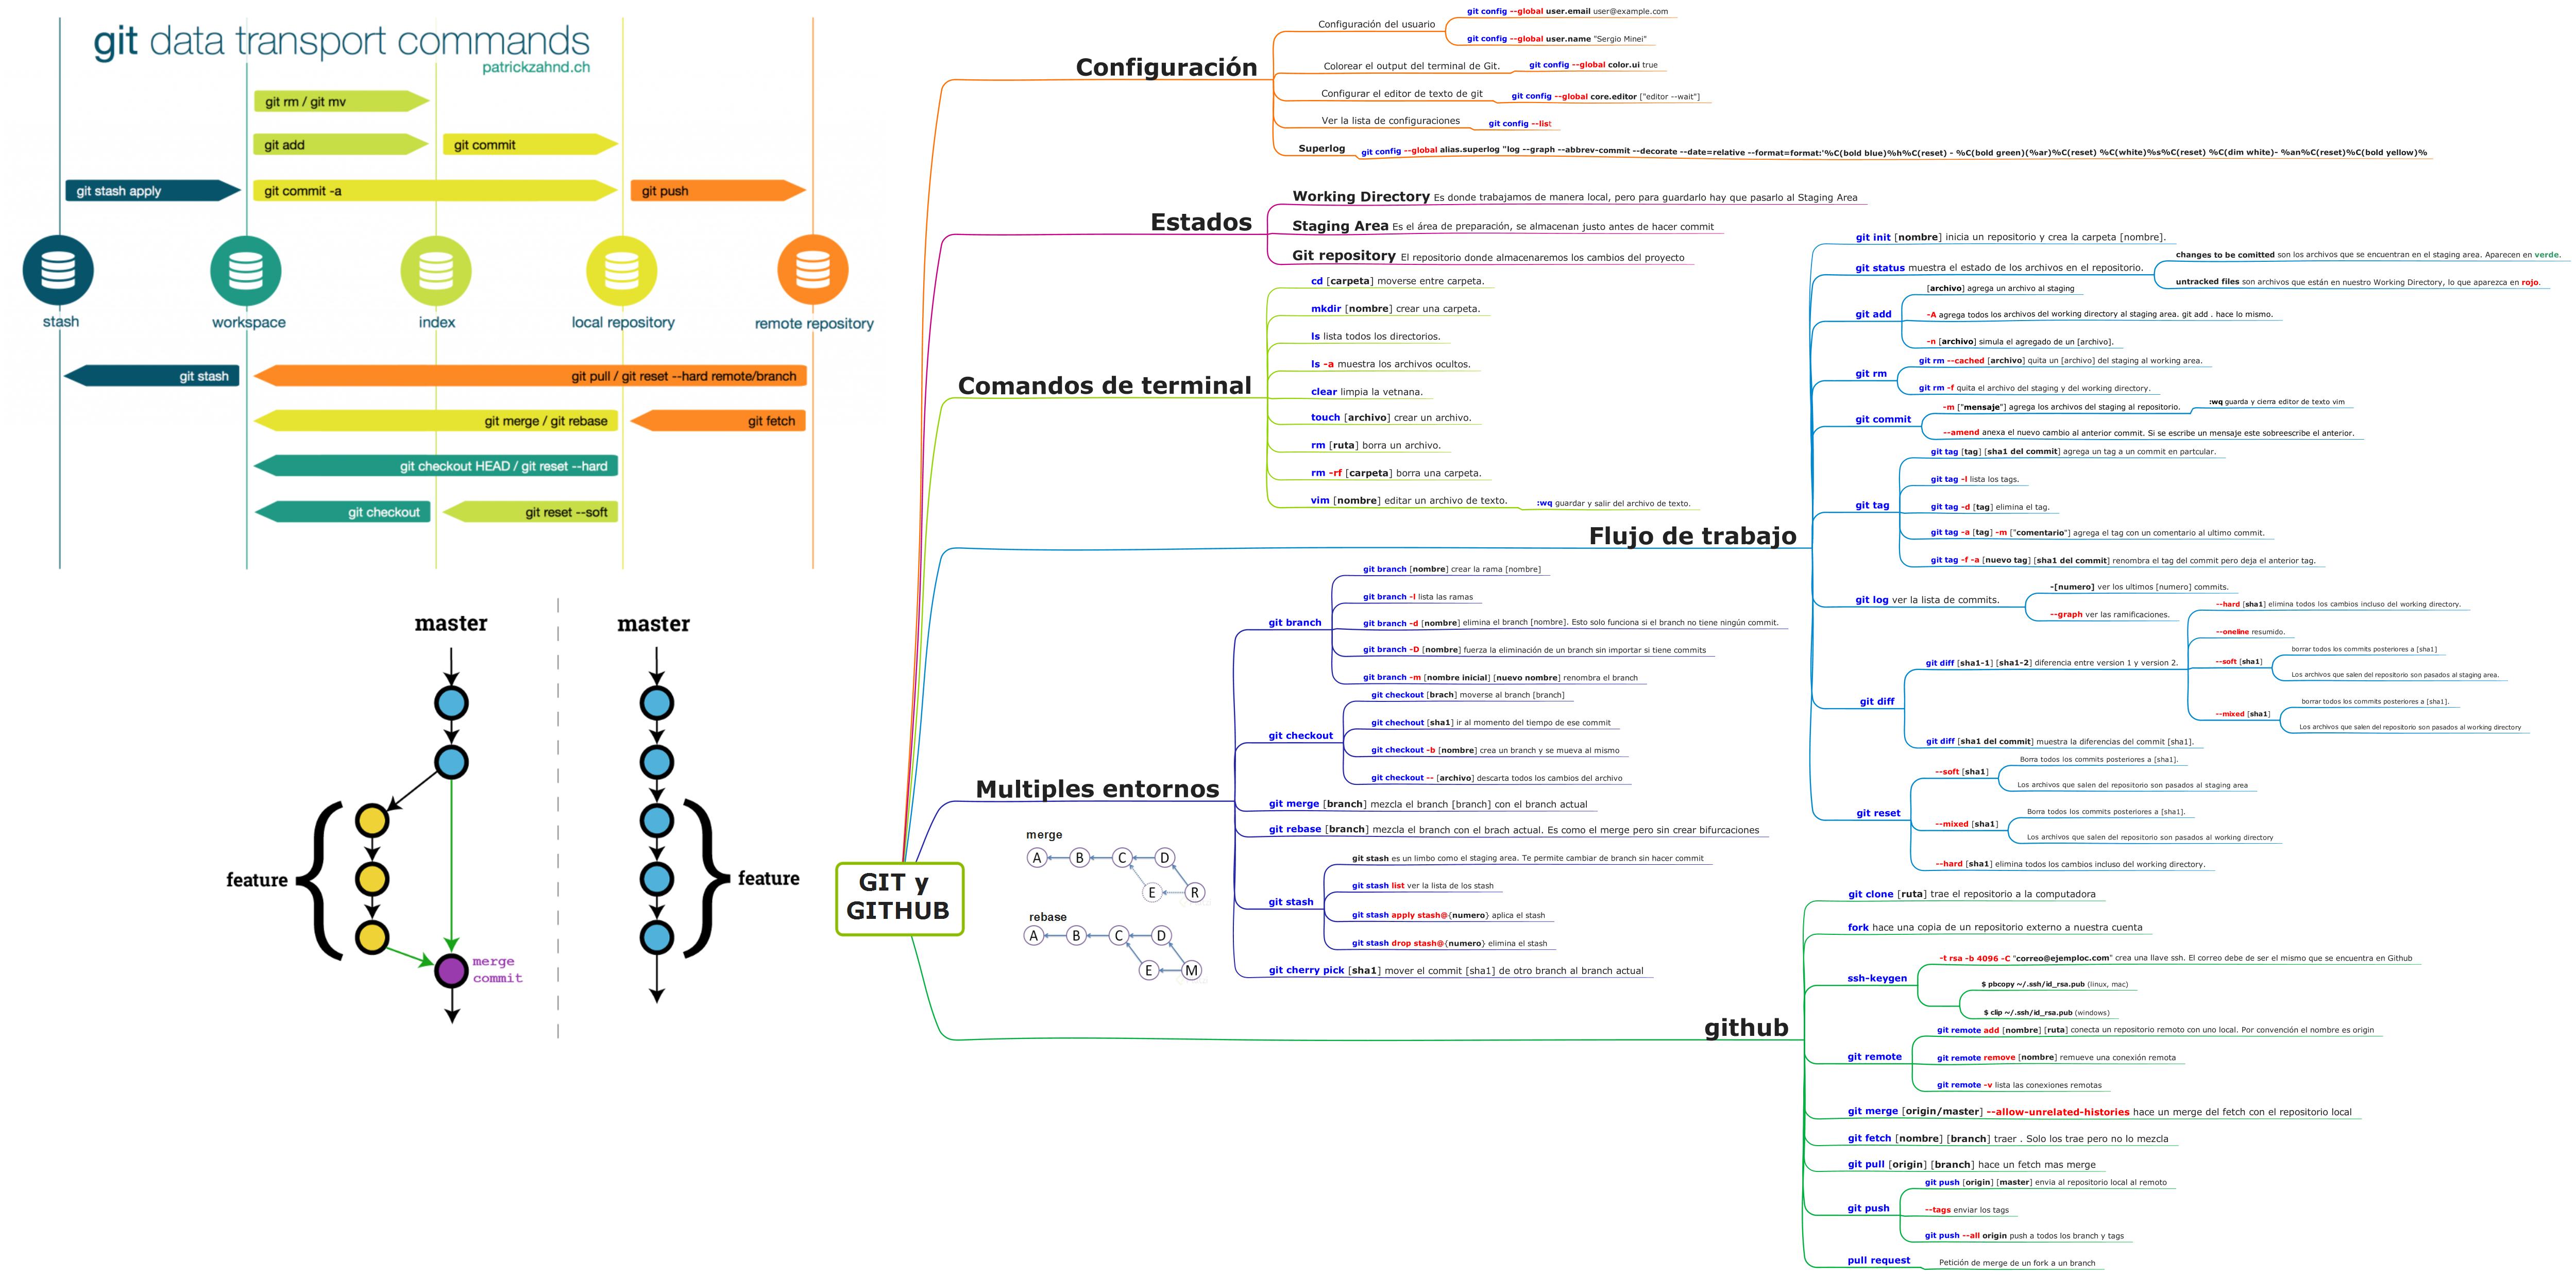 git data transport commands
patrickzahnd.ch
git rm / git mv
git add
git commit
git stash apply
git commit -a
git push
stash
workspace
index
local repository
remote repository
git stash
git pull / git reset --hard remote/branch
git merge / git rebase
git fetch
git checkout HEAD / git reset --hard
git checkout
git reset --soft
master
master
feature
feature
merge
commit
GIT y
GITHUB
Configuración
Configuración del usuario
git config --global user.email user@example.com
git config --global user.name "Sergio Minei"
Colorear el output del terminal de Git.
git config --global color.ui true
Configurar el editor de texto de git
git config --global core.editor ["editor --wait"]
Ver la lista de configuraciones
git config --list
Superlog
git config --global alias.superlog "log --graph --abbrev-commit --decorate --date=relative --format=format:'%C(bold blue)%h%C(reset) - %C(bold green)(%ar)%C(reset) %C(white)%s%C(reset) %C(dim white)- %an%C(reset)%C(bold yellow)%
Estados
Working Directory Es donde trabajamos de manera local, pero para guardarlo hay que pasarlo al Staging Area
Staging Area Es el área de preparación, se almacenan justo antes de hacer commit
Git repository El repositorio donde almacenaremos los cambios del proyecto
Comandos de terminal
cd [carpeta] moverse entre carpeta.
mkdir [nombre] crear una carpeta.
ls lista todos los directorios.
ls -a muestra los archivos ocultos.
clear limpia la vetnana.
touch [archivo] crear un archivo.
rm [ruta] borra un archivo.
rm -rf [carpeta] borra una carpeta.
vim [nombre] editar un archivo de texto.
:wq guardar y salir del archivo de texto.
Flujo de trabajo
git init [nombre] inicia un repositorio y crea la carpeta [nombre].
git status muestra el estado de los archivos en el repositorio.
changes to be comitted son los archivos que se encuentran en el staging area. Aparecen en verde.
untracked files son archivos que están en nuestro Working Directory, lo que aparezca en rojo.
git add
[archivo] agrega un archivo al staging
-A agrega todos los archivos del working directory al staging area. git add . hace lo mismo.
-n [archivo] simula el agregado de un [archivo].
git rm
git rm --cached [archivo] quita un [archivo] del staging al working area.
git rm -f quita el archivo del staging y del working directory.
git commit
-m ["mensaje"] agrega los archivos del staging al repositorio.
:wq guarda y cierra editor de texto vim
--amend anexa el nuevo cambio al anterior commit. Si se escribe un mensaje este sobreescribe el anterior.
git tag
git tag [tag] [sha1 del commit] agrega un tag a un commit en partcular.
git tag -l lista los tags.
git tag -d [tag] elimina el tag.
git tag -a [tag] -m ["comentario"] agrega el tag con un comentario al ultimo commit.
git tag -f -a [nuevo tag] [sha1 del commit] renombra el tag del commit pero deja el anterior tag.
git log ver la lista de commits.
-[numero] ver los ultimos [numero] commits.
--graph ver las ramificaciones.
git diff
git diff [sha1-1] [sha1-2] diferencia entre version 1 y version 2.
--hard [sha1] elimina todos los cambios incluso del working directory.
--oneline resumido.
--soft [sha1]
borrar todos los commits posteriores a [sha1]
Los archivos que salen del repositorio son pasados al staging area.
--mixed [sha1]
borrar todos los commits posteriores a [sha1].
Los archivos que salen del repositorio son pasados al working directory
git diff [sha1 del commit] muestra la diferencias del commit [sha1].
git reset
--soft [sha1]
Borra todos los commits posteriores a [sha1].
Los archivos que salen del repositorio son pasados al staging area
--mixed [sha1]
Borra todos los commits posteriores a [sha1].
Los archivos que salen del repositorio son pasados al working directory
--hard [sha1] elimina todos los cambios incluso del working directory.
Multiples entornos
git branch
git branch [nombre] crear la rama [nombre]
git branch -l lista las ramas
git branch -d [nombre] elimina el branch [nombre]. Esto solo funciona si el branch no tiene ningún commit.
git branch -D [nombre] fuerza la eliminación de un branch sin importar si tiene commits
git branch -m [nombre inicial] [nuevo nombre] renombra el branch
git checkout
git checkout [brach] moverse al branch [branch]
git chechout [sha1] ir al momento del tiempo de ese commit
git checkout -b [nombre] crea un branch y se mueva al mismo
git checkout -- [archivo] descarta todos los cambios del archivo
git merge [branch] mezcla el branch [branch] con el branch actual
git rebase [branch] mezcla el branch con el brach actual. Es como el merge pero sin crear bifurcaciones
git stash
git stash es un limbo como el staging area. Te permite cambiar de branch sin hacer commit
git stash list ver la lista de los stash
git stash apply stash@{numero} aplica el stash
git stash drop stash@{numero} elimina el stash
git cherry pick [sha1] mover el commit [sha1] de otro branch al branch actual
merge
A B C D
E R
rebase
A B C D
E M
github
git clone [ruta] trae el repositorio a la computadora
fork hace una copia de un repositorio externo a nuestra cuenta
ssh-keygen
-t rsa -b 4096 -C "correo@ejemploc.com" crea una llave ssh. El correo debe de ser el mismo que se encuentra en Github
$ pbcopy ~/.ssh/id_rsa.pub (linux, mac)
$ clip ~/.ssh/id_rsa.pub (windows)
git remote
git remote add [nombre] [ruta] conecta un repositorio remoto con uno local. Por convención el nombre es origin
git remote remove [nombre] remueve una conexión remota
git remote -v lista las conexiones remotas
git merge [origin/master] --allow-unrelated-histories hace un merge del fetch con el repositorio local
git fetch [nombre] [branch] traer . Solo los trae pero no lo mezcla
git pull [origin] [branch] hace un fetch mas merge
git push
git push [origin] [master] envia al repositorio local al remoto
--tags enviar los tags
git push --all origin push a todos los branch y tags
pull request
Petición de merge de un fork a un branch